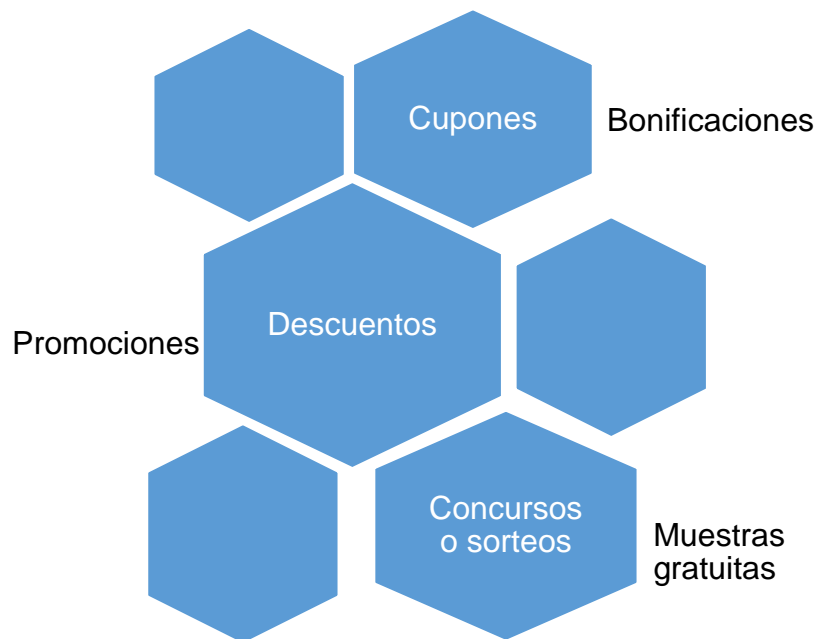 Cupones
Bonificaciones
Promociones
Descuentos
Concursos
o sorteos
Muestras
gratuitas